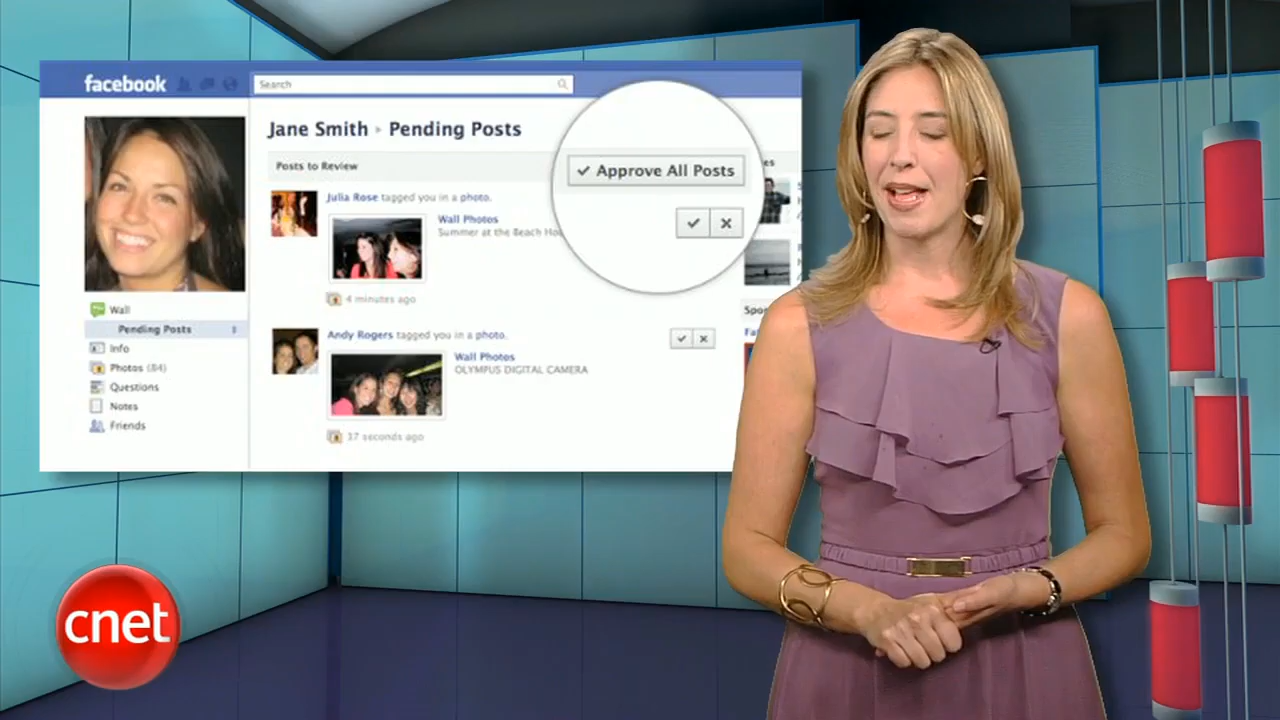 facebook
Search
Jane Smith ▸ Pending Posts
Posts to Review
✓ Approve All Posts
Julia Rose tagged you in a photo.
Wall Photos
Summer at the Beach
4 minutes ago
Wall
Pending Posts
Info
Photos (84)
Questions
Notes
Friends
Andy Rogers tagged you in a photo.
Wall Photos
OLYMPUS DIGITAL CAMERA
37 seconds ago
cnet